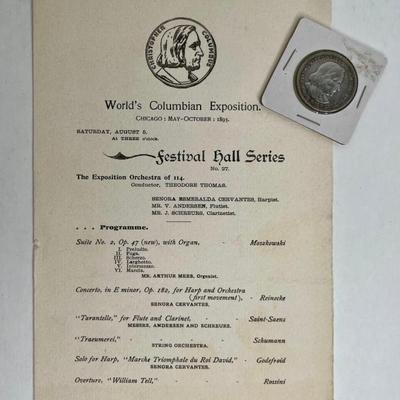 CHRISTOPHER COLUMBUS
World's Columbian Exposition.
CHICAGO: MAY-OCTOBER: 1893.
SATURDAY, AUGUST 5,
At THREE o'clock.
Festival Hall Series
No. 27.
The Exposition Orchestra of 114.
Conductor, THEODORE THOMAS.
SENORA ESMERALDA CERVANTES, Harpist.
MR. V. ANDERSEN, Flutist.
MR. J. SCHREURS, Clarinettist.
. . . Programme.
Suite No. 2, Op. 47 (new), with Organ, Moszkowski
I. Preludio.
II. Fuga.
III. Scherzo.
IV. Larghetto.
V. Intermezzo.
VI. Marcia.
MR. ARTHUR MEES, Organist.
Concerto, in E minor, Op. 182, for Harp and Orchestra
(first movement), Reinecke
SENORA CERVANTES.
"Tarantelle," for Flute and Clarinet, Saint-Saens
MESSRS. ANDERSEN AND SCHREURS.
"Traeumerei," Schumann
STRING ORCHESTRA.
Solo for Harp, "Marche Triomphale du Roi David," Godefroid
SENORA CERVANTES.
Overture, "William Tell," Rossini